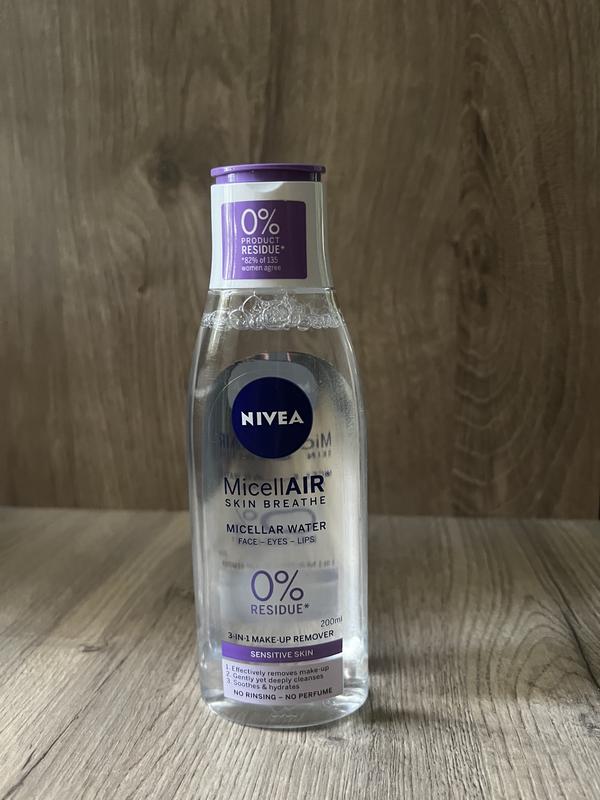 0%
PRODUCT
RESIDUE*
*82% of 135
women agree
NIVEA
MicellAIR®
SKIN BREATHE
MICELLAR WATER
FACE – EYES – LIPS
0%
RESIDUE*
200ml
3-IN-1 MAKE-UP REMOVER
SENSITIVE SKIN
1. Effectively removes make-up
2. Gently yet deeply cleanses
3. Soothes & hydrates
NO RINSING – NO PERFUME